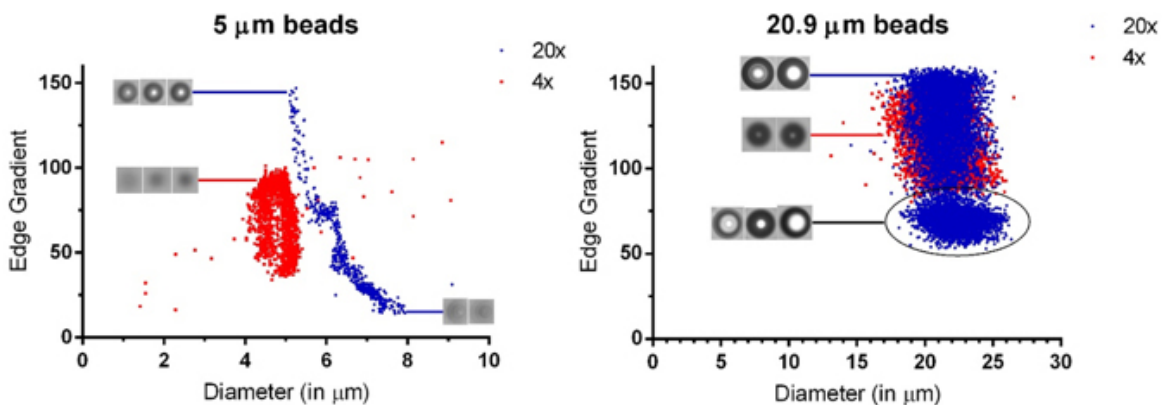 5 μm beads
20x
4x
Edge Gradient
150
100
50
0
0 2 4 6 8 10
Diameter (in μm)
20.9 μm beads
20x
4x
Edge Gradient
150
100
50
0
0 5 10 15 20 25 30
Diameter (in μm)